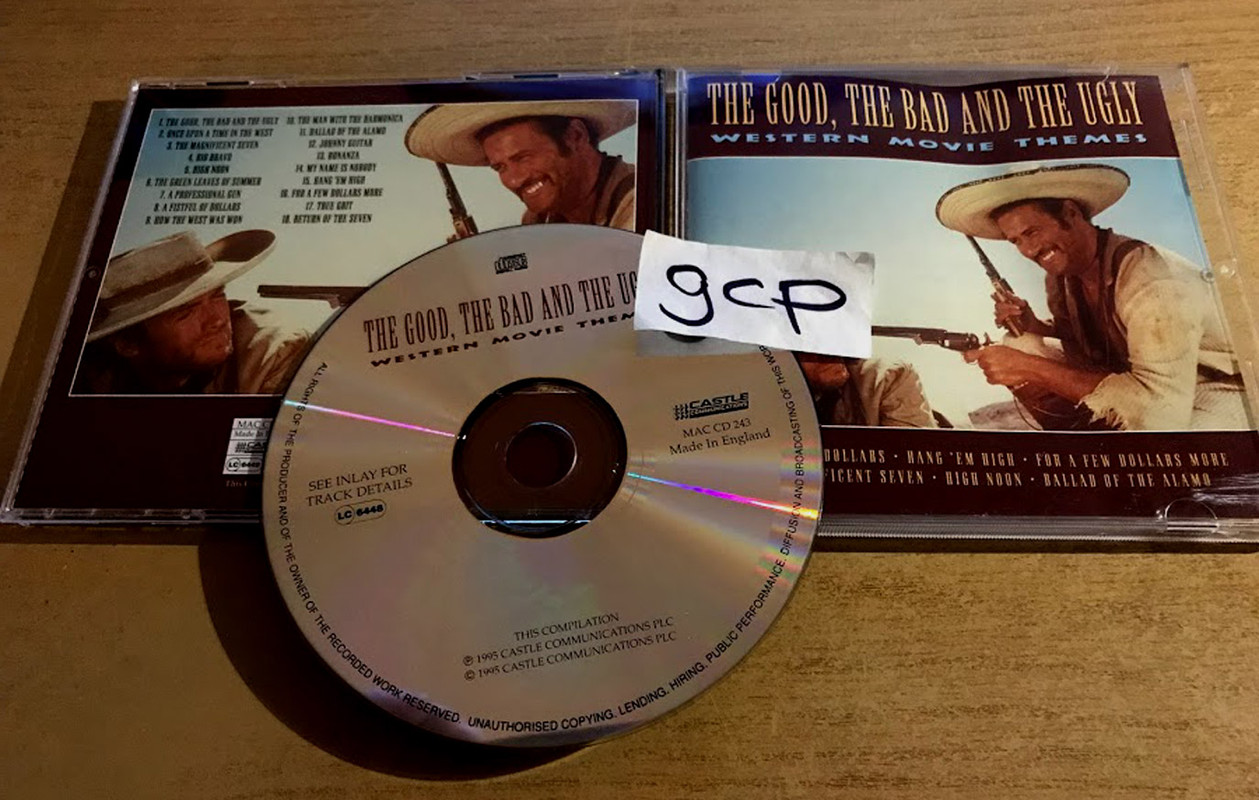 1. THE GOOD, THE BAD AND THE UGLY
2. ONCE UPON A TIME IN THE WEST
3. THE MAGNIFICENT SEVEN
4. RIO BRAVO
5. HIGH NOON
6. THE GREEN LEAVES OF SUMMER
7. A PROFESSIONAL GUN
8. A FISTFUL OF DOLLARS
9. HOW THE WEST WAS WON
10. THE MAN WITH THE HARMONICA
11. BALLAD OF THE ALAMO
12. JOHNNY GUITAR
13. BONANZA
14. MY NAME IS NOBODY
15. HANG 'EM HIGH
16. FOR A FEW DOLLARS MORE
17. TRUE GRIT
18. RETURN OF THE SEVEN
MAC C
Made In
LC 6448
THE GOOD, THE BAD AND THE UGLY
WESTERN MOVIE THEMES
DOLLARS • HANG 'EM HIGH • FOR A FEW DOLLARS MORE
FICENT SEVEN • HIGH NOON • BALLAD OF THE ALAMO
gcp
THE GOOD, THE BAD AND THE UG
WESTERN MOVIE THEM
CASTLE
COMMUNICATIONS
MAC CD 243
Made In England
SEE INLAY FOR
TRACK DETAILS
LC 6448
THIS COMPILATION
℗ 1995 CASTLE COMMUNICATIONS PLC
© 1995 CASTLE COMMUNICATIONS PLC
ALL RIGHTS OF THE PRODUCER AND OF THE OWNER OF THE RECORDED WORK RESERVED. UNAUTHORISED COPYING, LENDING, HIRING, PUBLIC PERFORMANCE, DIFFUSION AND BROADCASTING OF THIS